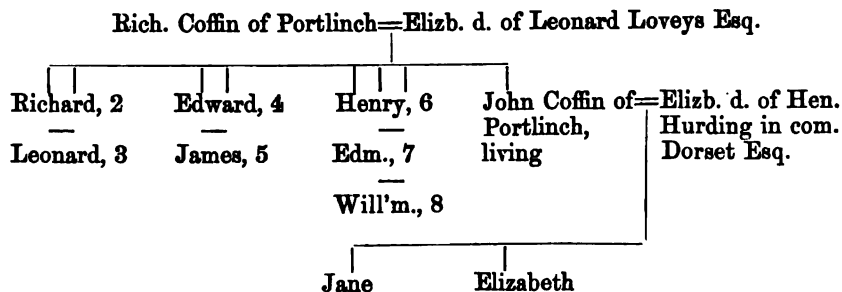 Rich. Coffin of Portlinch=Elizb. d. of Leonard Loveys Esq.
Richard, 2 Edward, 4 Henry, 6 John Coffin of=Elizb. d. of Hen.
Portlinch, Hurding in com.
Leonard, 3 James, 5 Edm., 7 living Dorset Esq.
Will'm., 8
Jane Elizabeth